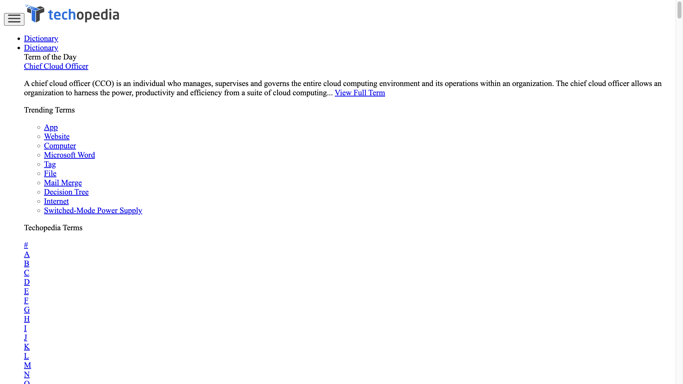 techopedia
Dictionary
Dictionary
Term of the Day
Chief Cloud Officer
A chief cloud officer (CCO) is an individual who manages, supervises and governs the entire cloud computing environment and its operations within an organization. The chief cloud officer allows an
organization to harness the power, productivity and efficiency from a suite of cloud computing... View Full Term
Trending Terms
App
Website
Computer
Microsoft Word
Tag
File
Mail Merge
Decision Tree
Internet
Switched-Mode Power Supply
Techopedia Terms
#
A
B
C
D
E
F
G
H
I
J
K
L
M
N